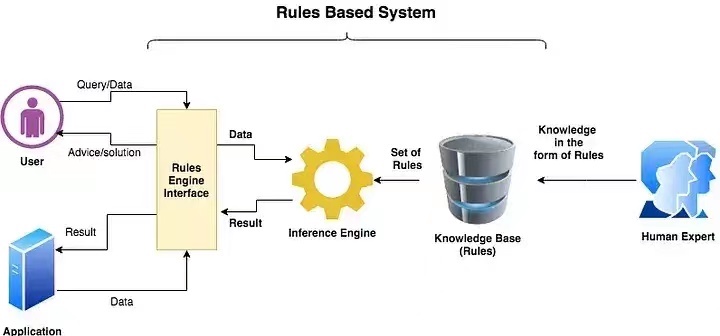 Rules Based System
Query/Data
User
Advice/solution
Rules
Engine
Interface
Data
Result
Inference Engine
Set of
Rules
Knowledge Base
(Rules)
Knowledge
in the
form of Rules
Human Expert
Result
Data
Application